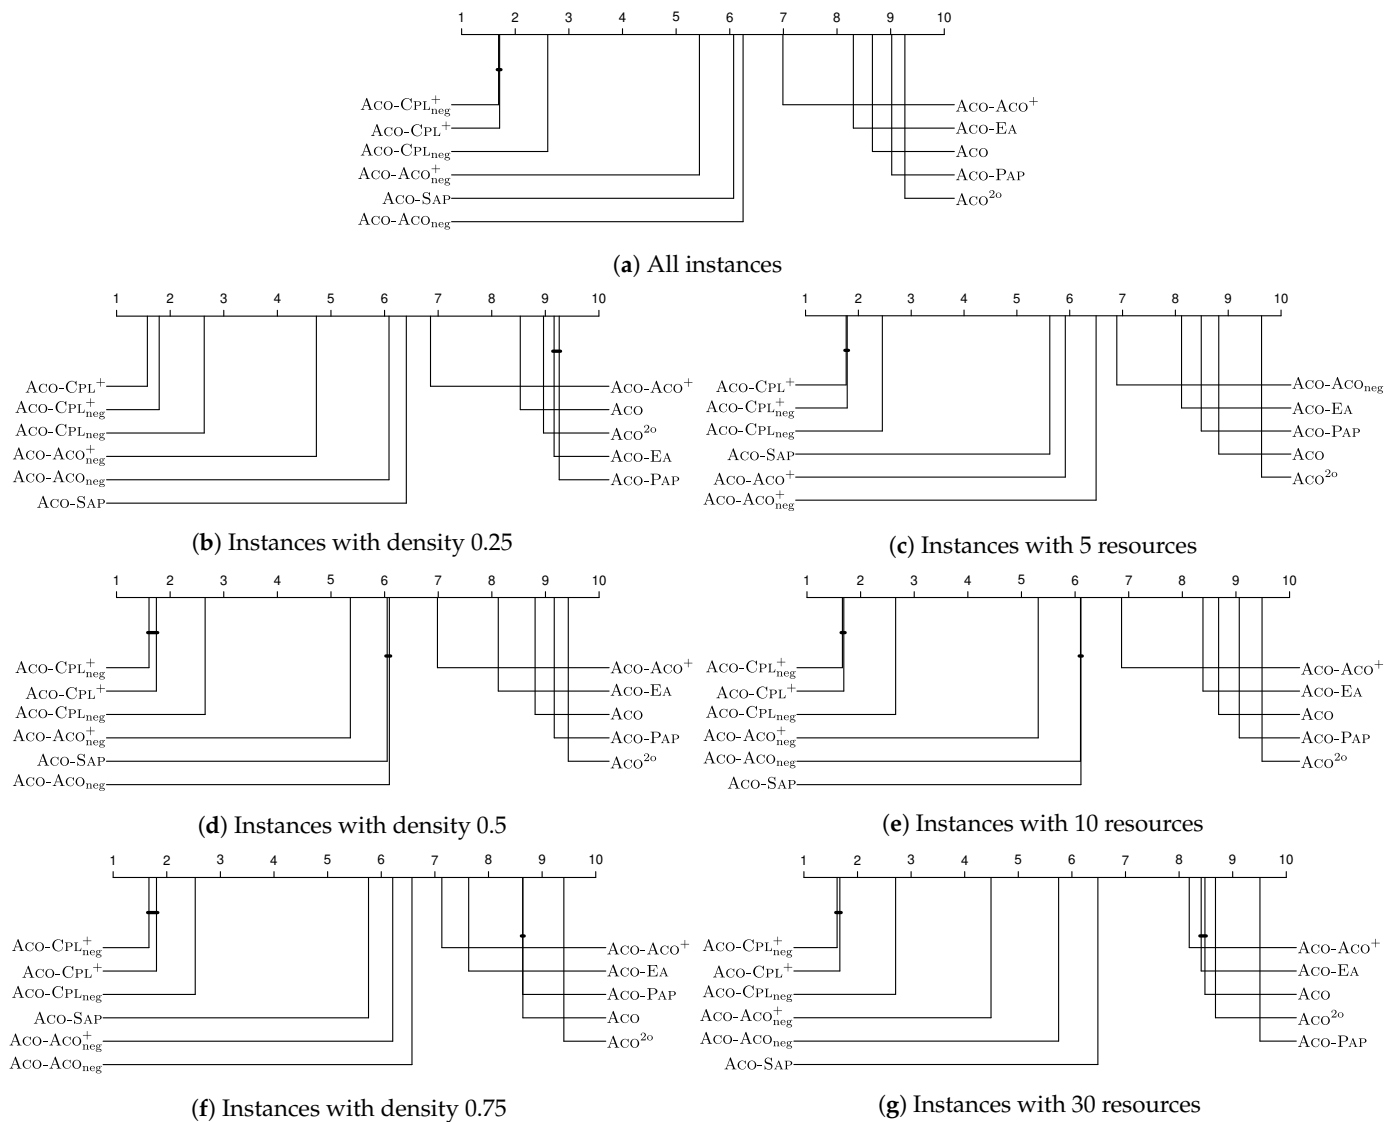 1 2 3 4 5 6 7 8 9 10
Aco-Cpl⁺neg Aco-Aco⁺
Aco-Cpl⁺ Aco-Ea
Aco-Cplneg Aco
Aco-Aco⁺neg Aco-Pap
Aco-Sap Aco²ᵒ
Aco-Aconeg
(a) All instances
1 2 3 4 5 6 7 8 9 10
Aco-Cpl⁺ Aco-Aco⁺
Aco-Cpl⁺neg Aco
Aco-Cplneg Aco²ᵒ
Aco-Aco⁺neg Aco-Ea
Aco-Aconeg Aco-Pap
Aco-Sap
(b) Instances with density 0.25
1 2 3 4 5 6 7 8 9 10
Aco-Cpl⁺ Aco-Aconeg
Aco-Cpl⁺neg Aco-Ea
Aco-Cplneg Aco-Pap
Aco-Sap Aco
Aco-Aco⁺ Aco²ᵒ
Aco-Aco⁺neg
(c) Instances with 5 resources
1 2 3 4 5 6 7 8 9 10
Aco-Cpl⁺neg Aco-Aco⁺
Aco-Cpl⁺ Aco-Ea
Aco-Cplneg Aco
Aco-Aco⁺neg Aco-Pap
Aco-Sap Aco²ᵒ
Aco-Aconeg
(d) Instances with density 0.5
1 2 3 4 5 6 7 8 9 10
Aco-Cpl⁺neg Aco-Aco⁺
Aco-Cpl⁺ Aco-Ea
Aco-Cplneg Aco
Aco-Aco⁺neg Aco-Pap
Aco-Aconeg Aco²ᵒ
Aco-Sap
(e) Instances with 10 resources
1 2 3 4 5 6 7 8 9 10
Aco-Cpl⁺neg Aco-Aco⁺
Aco-Cpl⁺ Aco-Ea
Aco-Cplneg Aco-Pap
Aco-Sap Aco
Aco-Aco⁺neg Aco²ᵒ
Aco-Aconeg
(f) Instances with density 0.75
1 2 3 4 5 6 7 8 9 10
Aco-Cpl⁺neg Aco-Aco⁺
Aco-Cpl⁺ Aco-Ea
Aco-Cplneg Aco
Aco-Aco⁺neg Aco²ᵒ
Aco-Aconeg Aco-Pap
Aco-Sap
(g) Instances with 30 resources